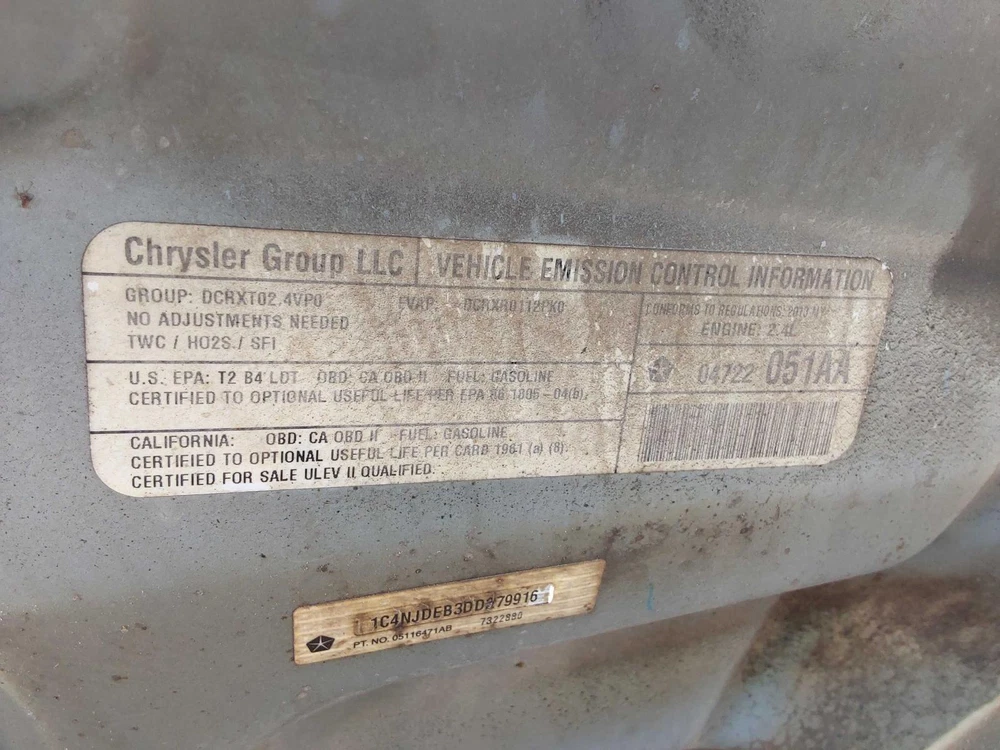 Chrysler Group LLC
VEHICLE EMISSION CONTROL INFORMATION
GROUP: DCRXT02.4VP0 EVAP: DCRXR0112PK0
NO ADJUSTMENTS NEEDED
TWC / HO2S / SFI
CONFORMS TO REGULATIONS: 2013 MY
ENGINE: 2.4L
U.S. EPA: T2 B4 LDT OBD: CA OBD II FUEL: GASOLINE
CERTIFIED TO OPTIONAL USEFUL LIFE PER EPA 86.1805-04(b).
04722 051AA
CALIFORNIA: OBD: CA OBD II FUEL: GASOLINE
CERTIFIED TO OPTIONAL USEFUL LIFE PER CARB 1961 (a) (8).
CERTIFIED FOR SALE ULEV II QUALIFIED.
1C4NJDEB3DD279916
PT. NO. 05116471AB